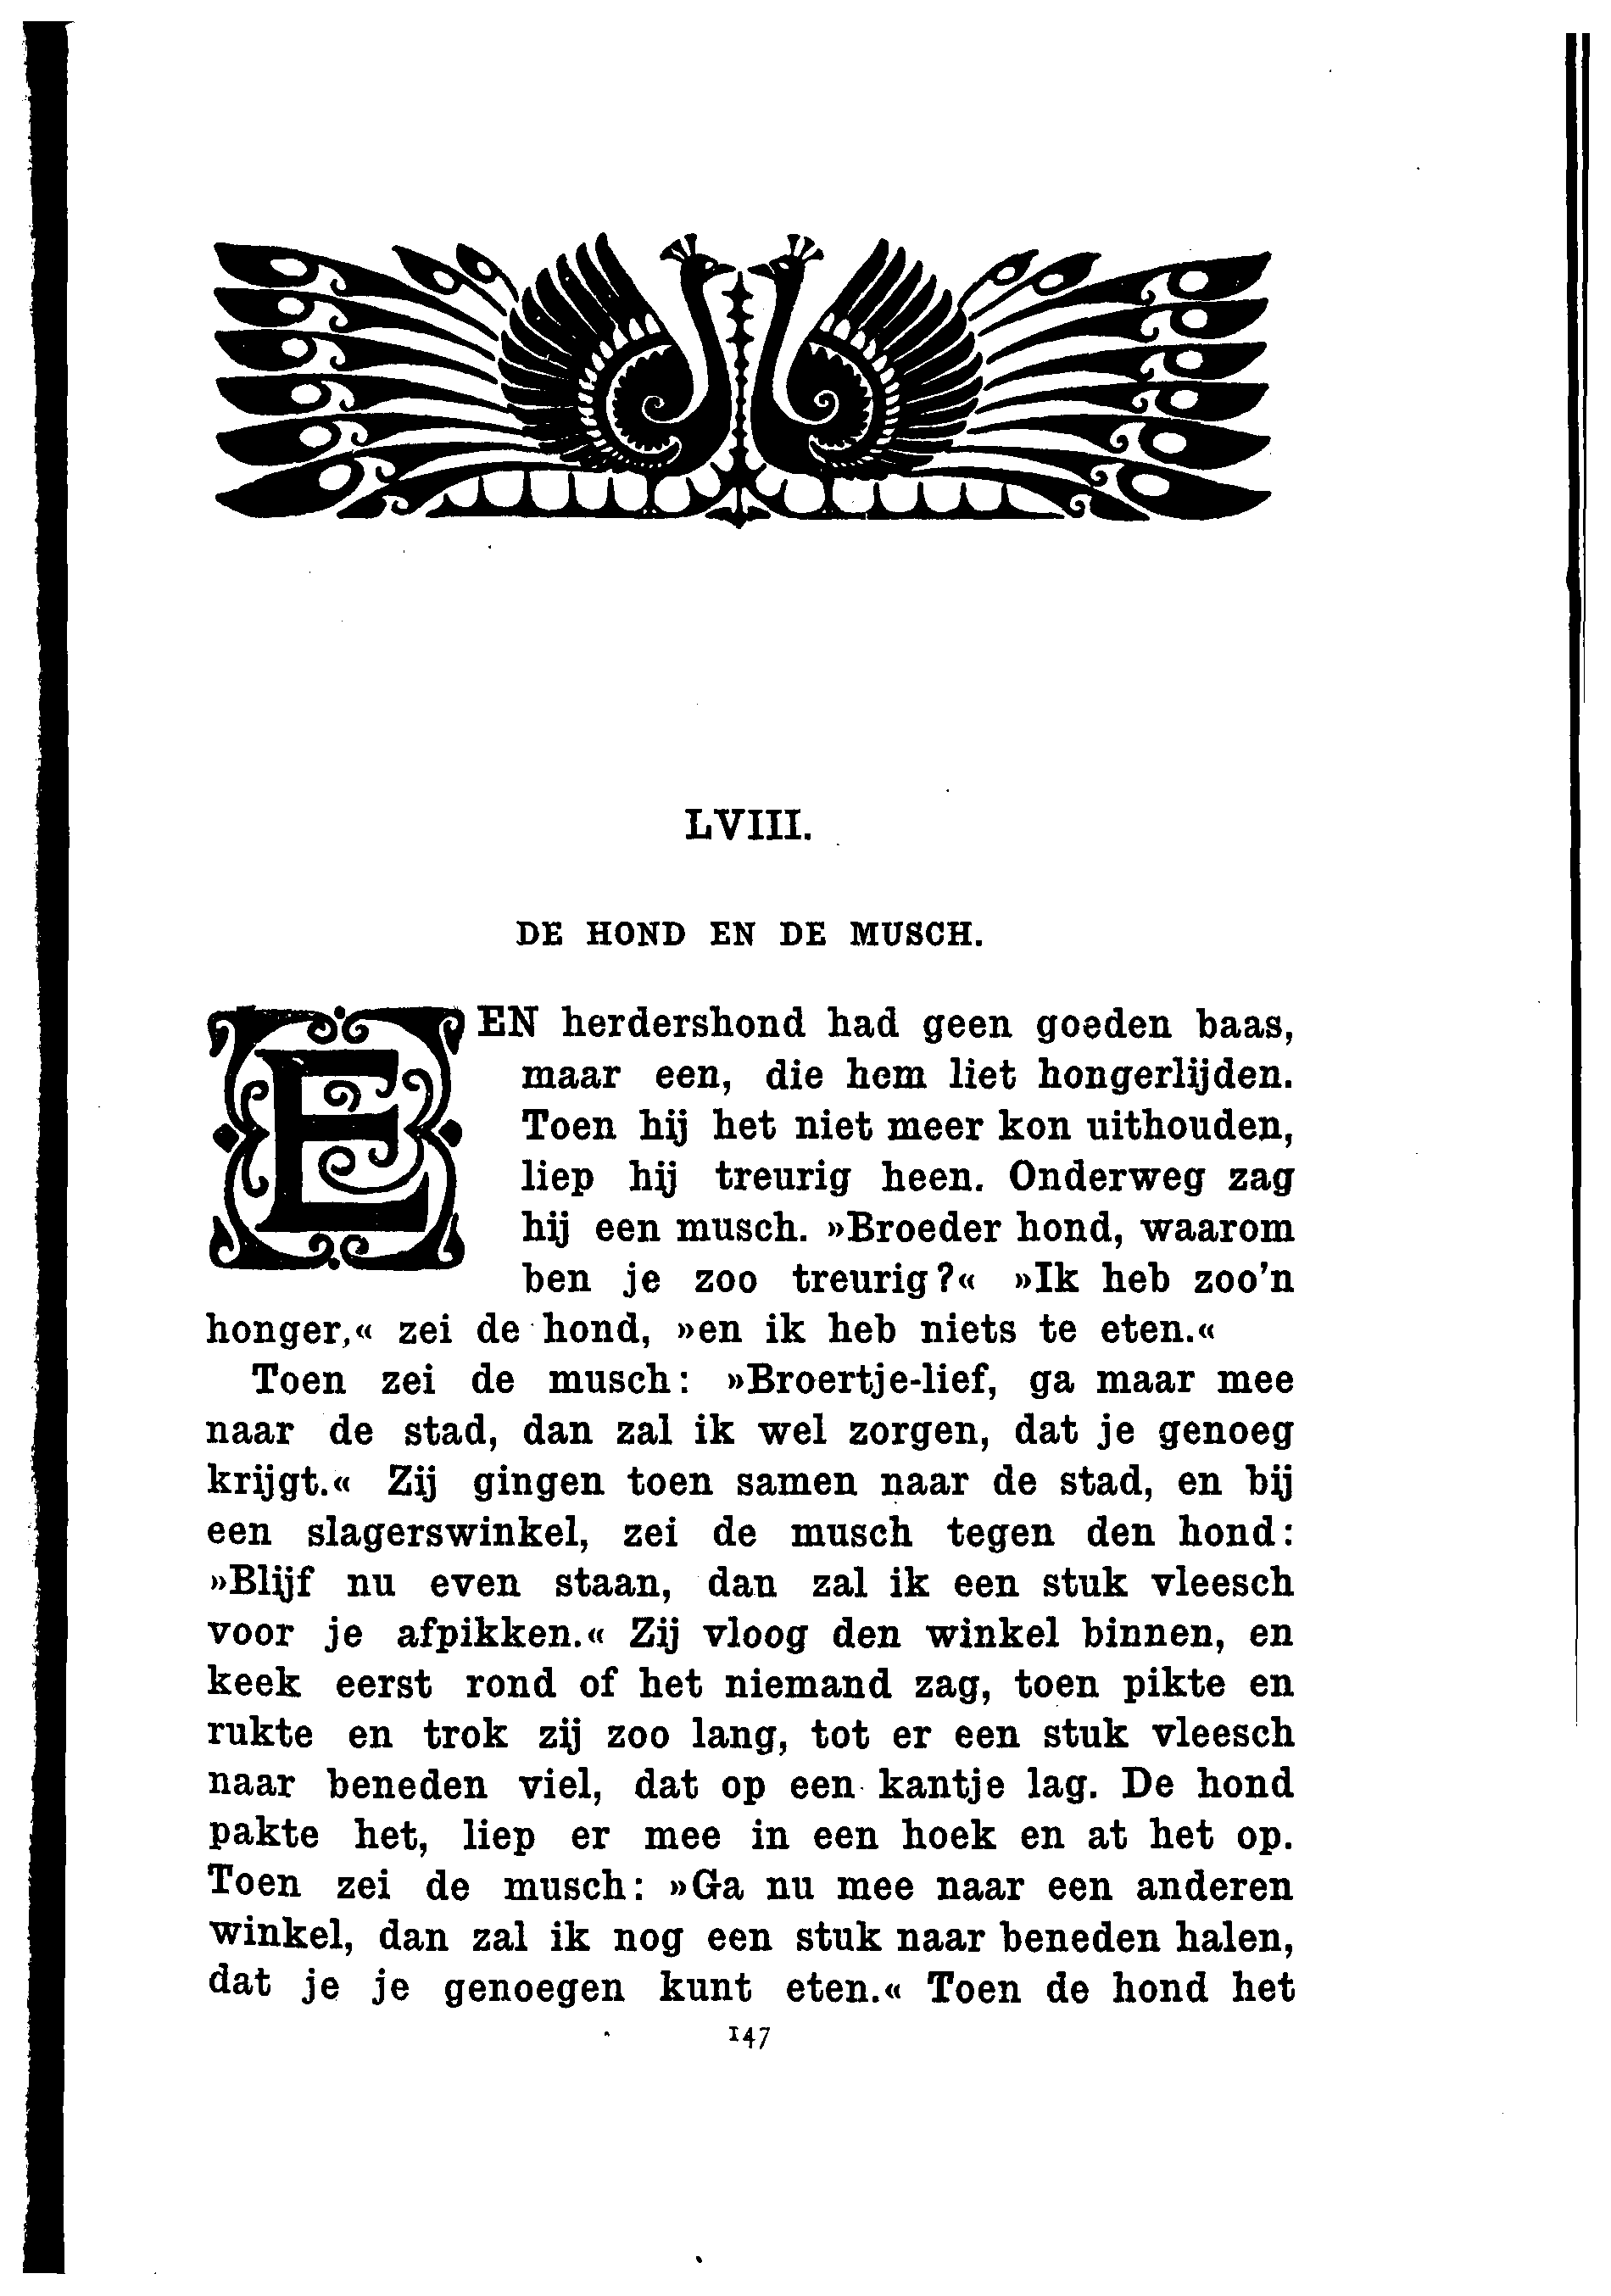 LVIII.
DE HOND EN DE MUSCH.
EEN herdershond had geen goeden baas,
maar een, die hem liet hongerlijden.
Toen hij het niet meer kon uithouden,
liep hij treurig heen. Onderweg zag
hij een musch. »Broeder hond, waarom
ben je zoo treurig?« »Ik heb zoo'n
honger,« zei de hond, »en ik heb niets te eten.«
Toen zei de musch: »Broertje-lief, ga maar mee
naar de stad, dan zal ik wel zorgen, dat je genoeg
krijgt.« Zij gingen toen samen naar de stad, en bij
een slagerswinkel, zei de musch tegen den hond:
»Blijf nu even staan, dan zal ik een stuk vleesch
voor je afpikken.« Zij vloog den winkel binnen, en
keek eerst rond of het niemand zag, toen pikte en
rukte en trok zij zoo lang, tot er een stuk vleesch
naar beneden viel, dat op een kantje lag. De hond
pakte het, liep er mee in een hoek en at het op.
Toen zei de musch: »Ga nu mee naar een anderen
winkel, dan zal ik nog een stuk naar beneden halen,
dat je je genoegen kunt eten.« Toen de hond het
147